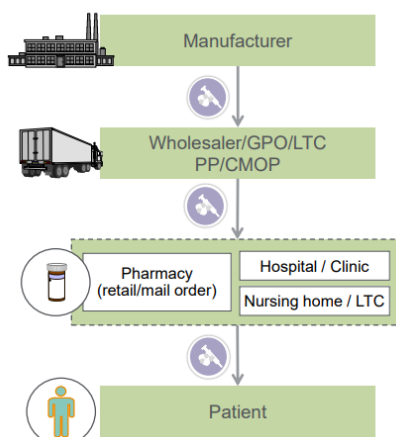 Manufacturer
Wholesaler/GPO/LTC
PP/CMOP
Pharmacy
(retail/mail order)
Hospital / Clinic
Nursing home / LTC
Patient